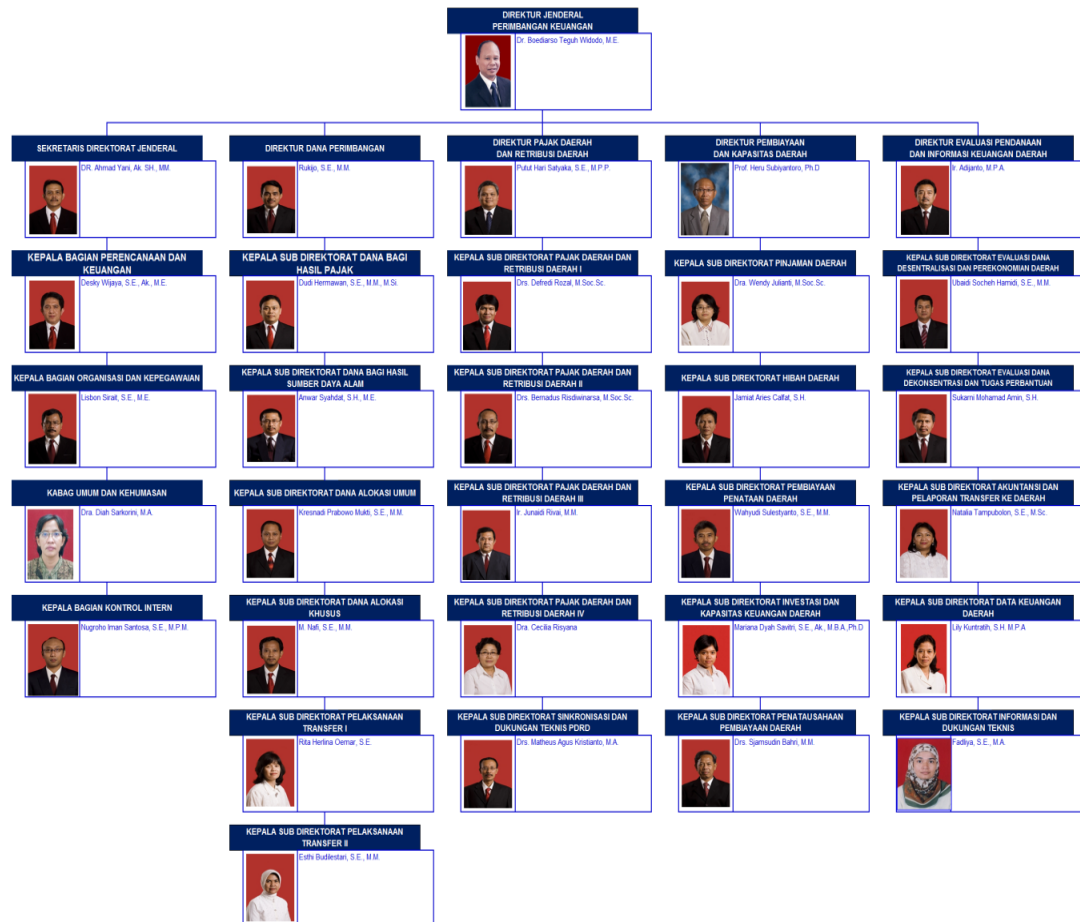 DIREKTUR JENDERAL
PERIMBANGAN KEUANGAN
Dr. Boediarso Teguh Widodo, M.E.
SEKRETARIS DIREKTORAT JENDERAL
DR. Ahmad Yani, Ak. SH., MM.
DIREKTUR DANA PERIMBANGAN
Rukijo, S.E., M.M.
DIREKTUR PAJAK DAERAH
DAN RETRIBUSI DAERAH
Putut Hari Satyaka, S.E., M.P.P.
DIREKTUR PEMBIAYAAN
DAN KAPASITAS DAERAH
Prof. Heru Subiyantoro, Ph.D
DIREKTUR EVALUASI PENDANAAN
DAN INFORMASI KEUANGAN DAERAH
Ir. Adijanto, M.P.A.
KEPALA BAGIAN PERENCANAAN DAN
KEUANGAN
Desky Wijaya, S.E., Ak., M.E.
KEPALA SUB DIREKTORAT DANA BAGI
HASIL PAJAK
Dudi Hermawan, S.E., M.M., M.Si.
KEPALA SUB DIREKTORAT PAJAK DAERAH DAN
RETRIBUSI DAERAH I
Drs. Defredi Rozal, M.Soc.Sc.
KEPALA SUB DIREKTORAT PINJAMAN DAERAH
Dra. Wendy Julianti, M.Soc.Sc.
KEPALA SUB DIREKTORAT EVALUASI DANA
DESENTRALISASI DAN PEREKONOMIAN DAERAH
Ubaidi Socheh Hamidi, S.E., M.M.
KEPALA BAGIAN ORGANISASI DAN KEPEGAWAIAN
Lisbon Sirait, S.E., M.E.
KEPALA SUB DIREKTORAT DANA BAGI HASIL
SUMBER DAYA ALAM
Anwar Syahdat, S.H., M.E.
KEPALA SUB DIREKTORAT PAJAK DAERAH DAN
RETRIBUSI DAERAH II
Drs. Bernadus Risdiwinarsa, M.Soc.Sc.
KEPALA SUB DIREKTORAT HIBAH DAERAH
Jamiat Aries Calfat, S.H.
KEPALA SUB DIREKTORAT EVALUASI DANA
DEKONSENTRASI DAN TUGAS PERBANTUAN
Sukarni Mohamad Amin, S.H.
KABAG UMUM DAN KEHUMASAN
Dra. Diah Sarkorini, M.A.
KEPALA SUB DIREKTORAT DANA ALOKASI UMUM
Kresnadi Prabowo Mukti, S.E., M.M.
KEPALA SUB DIREKTORAT PAJAK DAERAH DAN
RETRIBUSI DAERAH III
Ir. Junaidi Rivai, M.M.
KEPALA SUB DIREKTORAT PEMBIAYAAN
PENATAAN DAERAH
Wahyudi Sulestyanto, S.E., M.M.
KEPALA SUB DIREKTORAT AKUNTANSI DAN
PELAPORAN TRANSFER KE DAERAH
Natalia Tampubolon, S.E., M.Sc.
KEPALA BAGIAN KONTROL INTERN
Nugroho Iman Santosa, S.E., M.P.M.
KEPALA SUB DIREKTORAT DANA ALOKASI
KHUSUS
M. Nafi, S.E., M.M.
KEPALA SUB DIREKTORAT PAJAK DAERAH DAN
RETRIBUSI DAERAH IV
Dra. Cecilia Risyana
KEPALA SUB DIREKTORAT INVESTASI DAN
KAPASITAS KEUANGAN DAERAH
Mariana Dyah Savitri, S.E., Ak., M.B.A.,Ph.D
KEPALA SUB DIREKTORAT DATA KEUANGAN
DAERAH
Lily Kuntratih, S.H. M.P.A
KEPALA SUB DIREKTORAT PELAKSANAAN
TRANSFER I
Rita Herlina Oemar, S.E.
KEPALA SUB DIREKTORAT SINKRONISASI DAN
DUKUNGAN TEKNIS PDRD
Drs. Matheus Agus Kristianto, M.A.
KEPALA SUB DIREKTORAT PENATAUSAHAAN
PEMBIAYAAN DAERAH
Drs. Sjamsudin Bahri, M.M.
KEPALA SUB DIREKTORAT INFORMASI DAN
DUKUNGAN TEKNIS
Fadliya, S.E., M.A.
KEPALA SUB DIREKTORAT PELAKSANAAN
TRANSFER II
Esthi Budilestari, S.E., M.M.